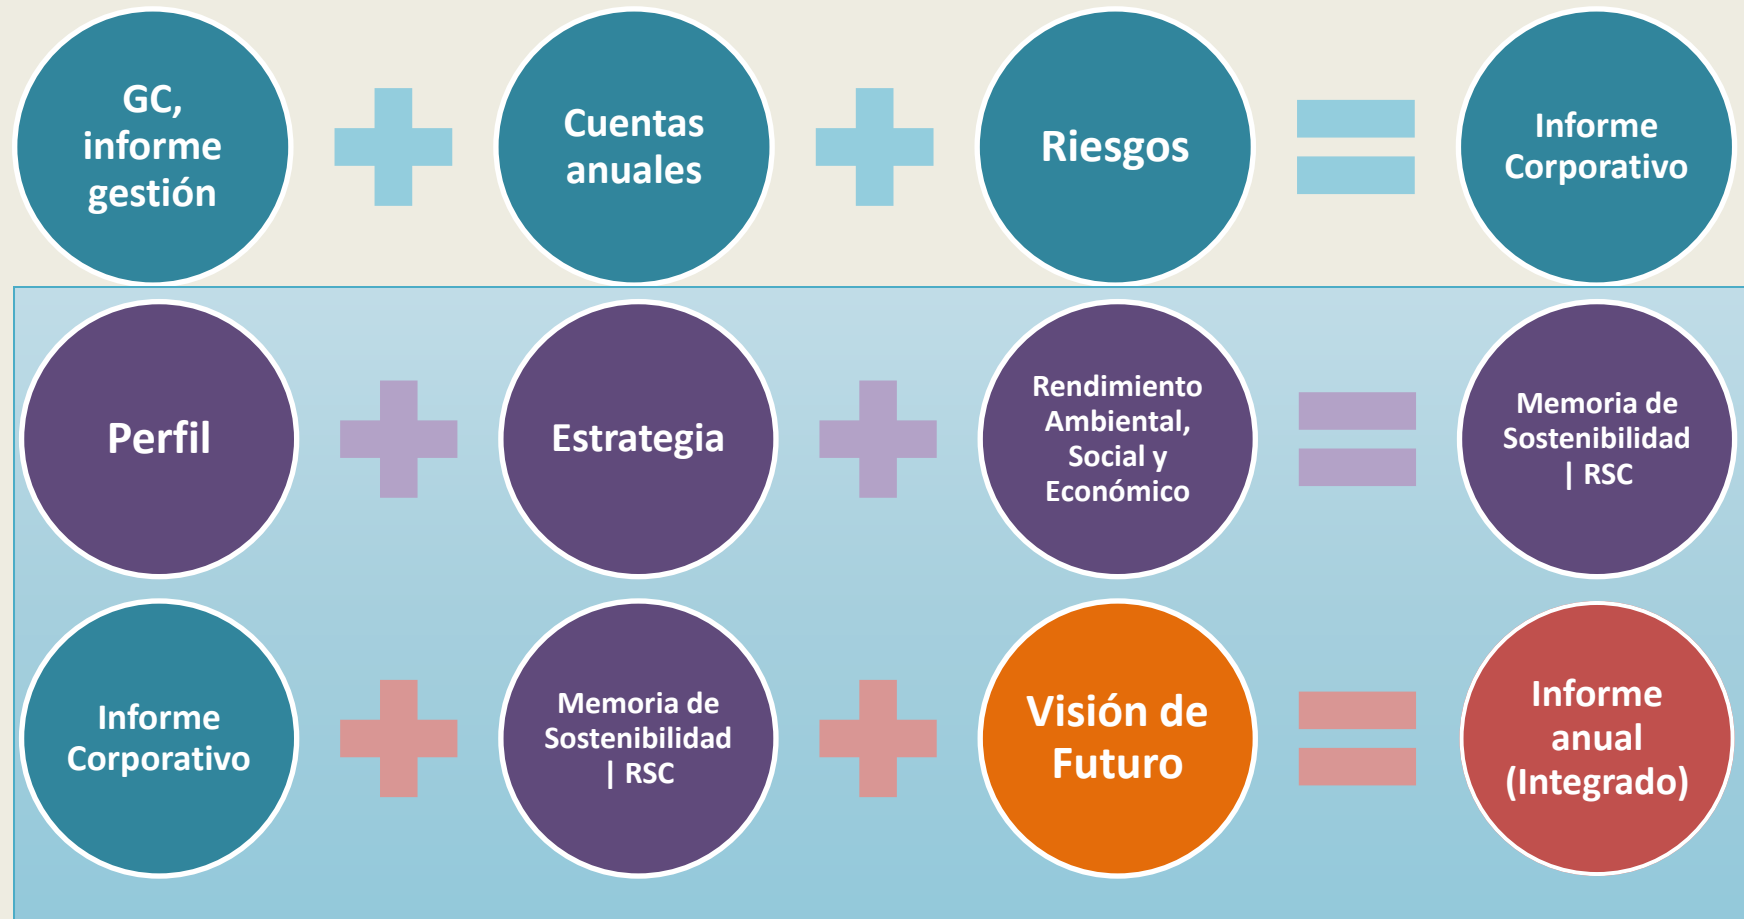 GC,
informe
gestión
Cuentas
anuales
Riesgos
Informe
Corporativo
Perfil
Estrategia
Rendimiento
Ambiental,
Social y
Económico
Memoria de
Sostenibilidad
| RSC
Informe
Corporativo
Memoria de
Sostenibilidad
| RSC
Visión de
Futuro
Informe
anual
(Integrado)